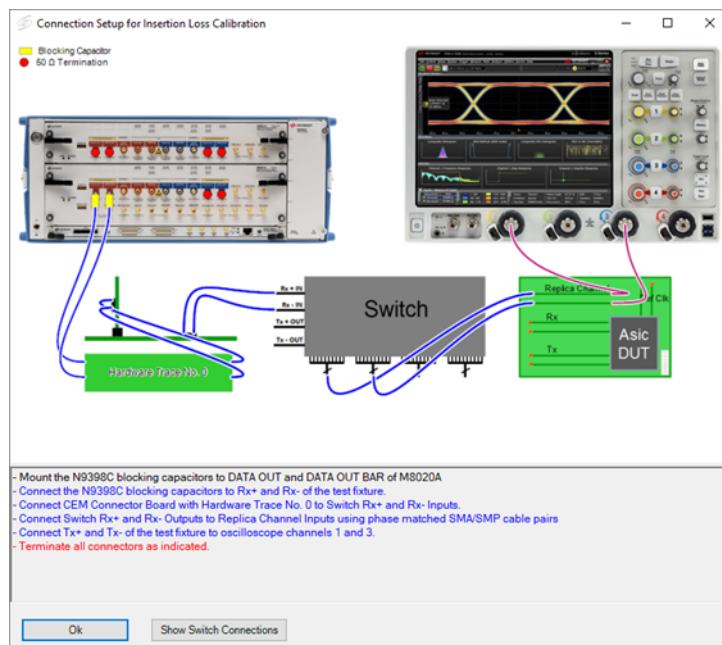 Connection Setup for Insertion Loss Calibration
Blocking Capacitor
50 Ω Termination
Rx + IN
Rx - IN
Tx + OUT
Tx - OUT
Switch
Hardware Trace No. 0
Replica Channel
Clk
Rx
Tx
Asic
DUT
1
2
3
4
- Mount the N9398C blocking capacitors to DATA OUT and DATA OUT BAR of M8020A
- Connect the N9398C blocking capacitors to Rx+ and Rx- of the test fixture.
- Connect CEM Connector Board with Hardware Trace No. 0 to Switch Rx+ and Rx- Inputs.
- Connect Switch Rx+ and Rx- Outputs to Replica Channel Inputs using phase matched SMA/SMP cable pairs
- Connect Tx+ and Tx- of the test fixture to oscilloscope channels 1 and 3.
- Terminate all connectors as indicated.
Ok
Show Switch Connections